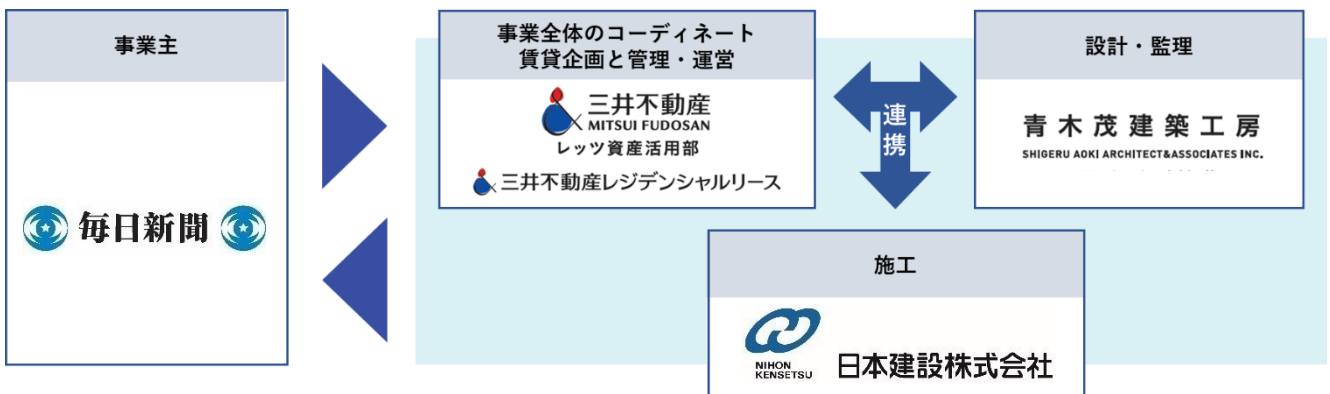 事業主
毎日新聞
事業全体のコーディネート
賃貸企画と管理・運営
三井不動産
MITSUI FUDOSAN
レッツ資産活用部
三井不動産レジデンシャルリース
連
携
設計・監理
青木茂建築工房
SHIGERU AOKI ARCHITECT&ASSOCIATES INC.
施工
NIHON
KENSETSU
日本建設株式会社